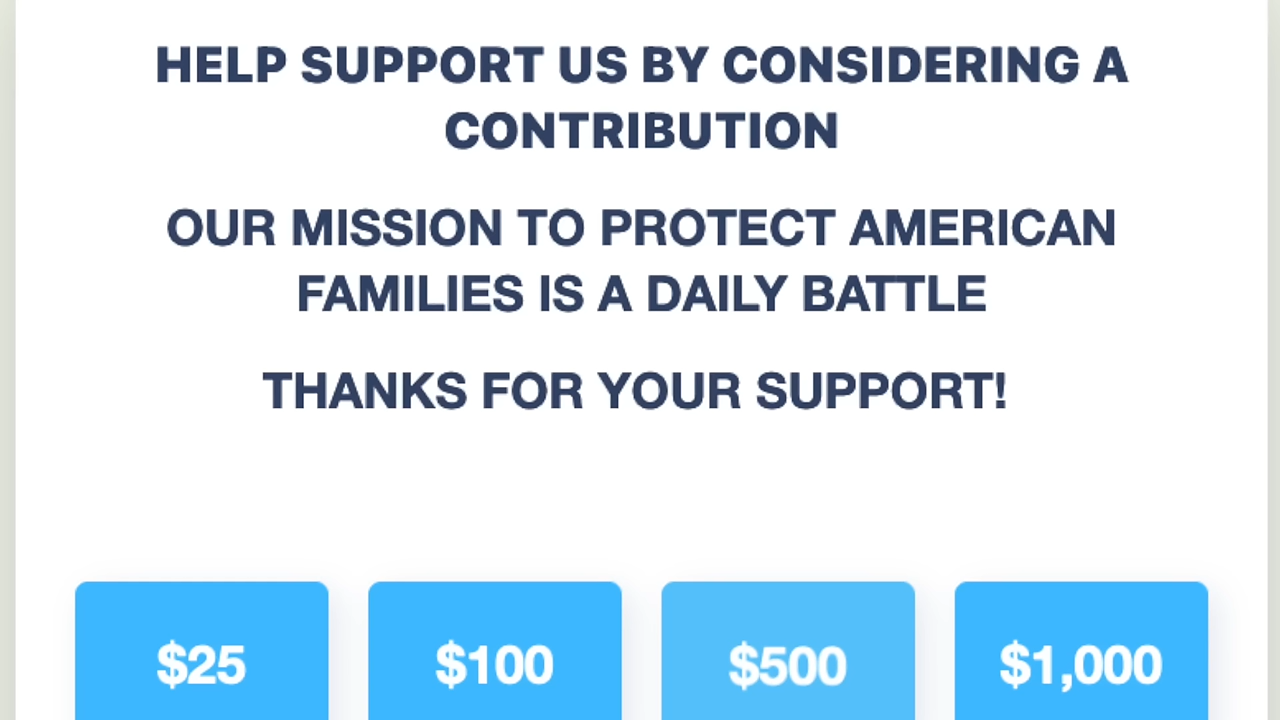 HELP SUPPORT US BY CONSIDERING A
CONTRIBUTION
OUR MISSION TO PROTECT AMERICAN
FAMILIES IS A DAILY BATTLE
THANKS FOR YOUR SUPPORT!
$25 $100 $500 $1,000